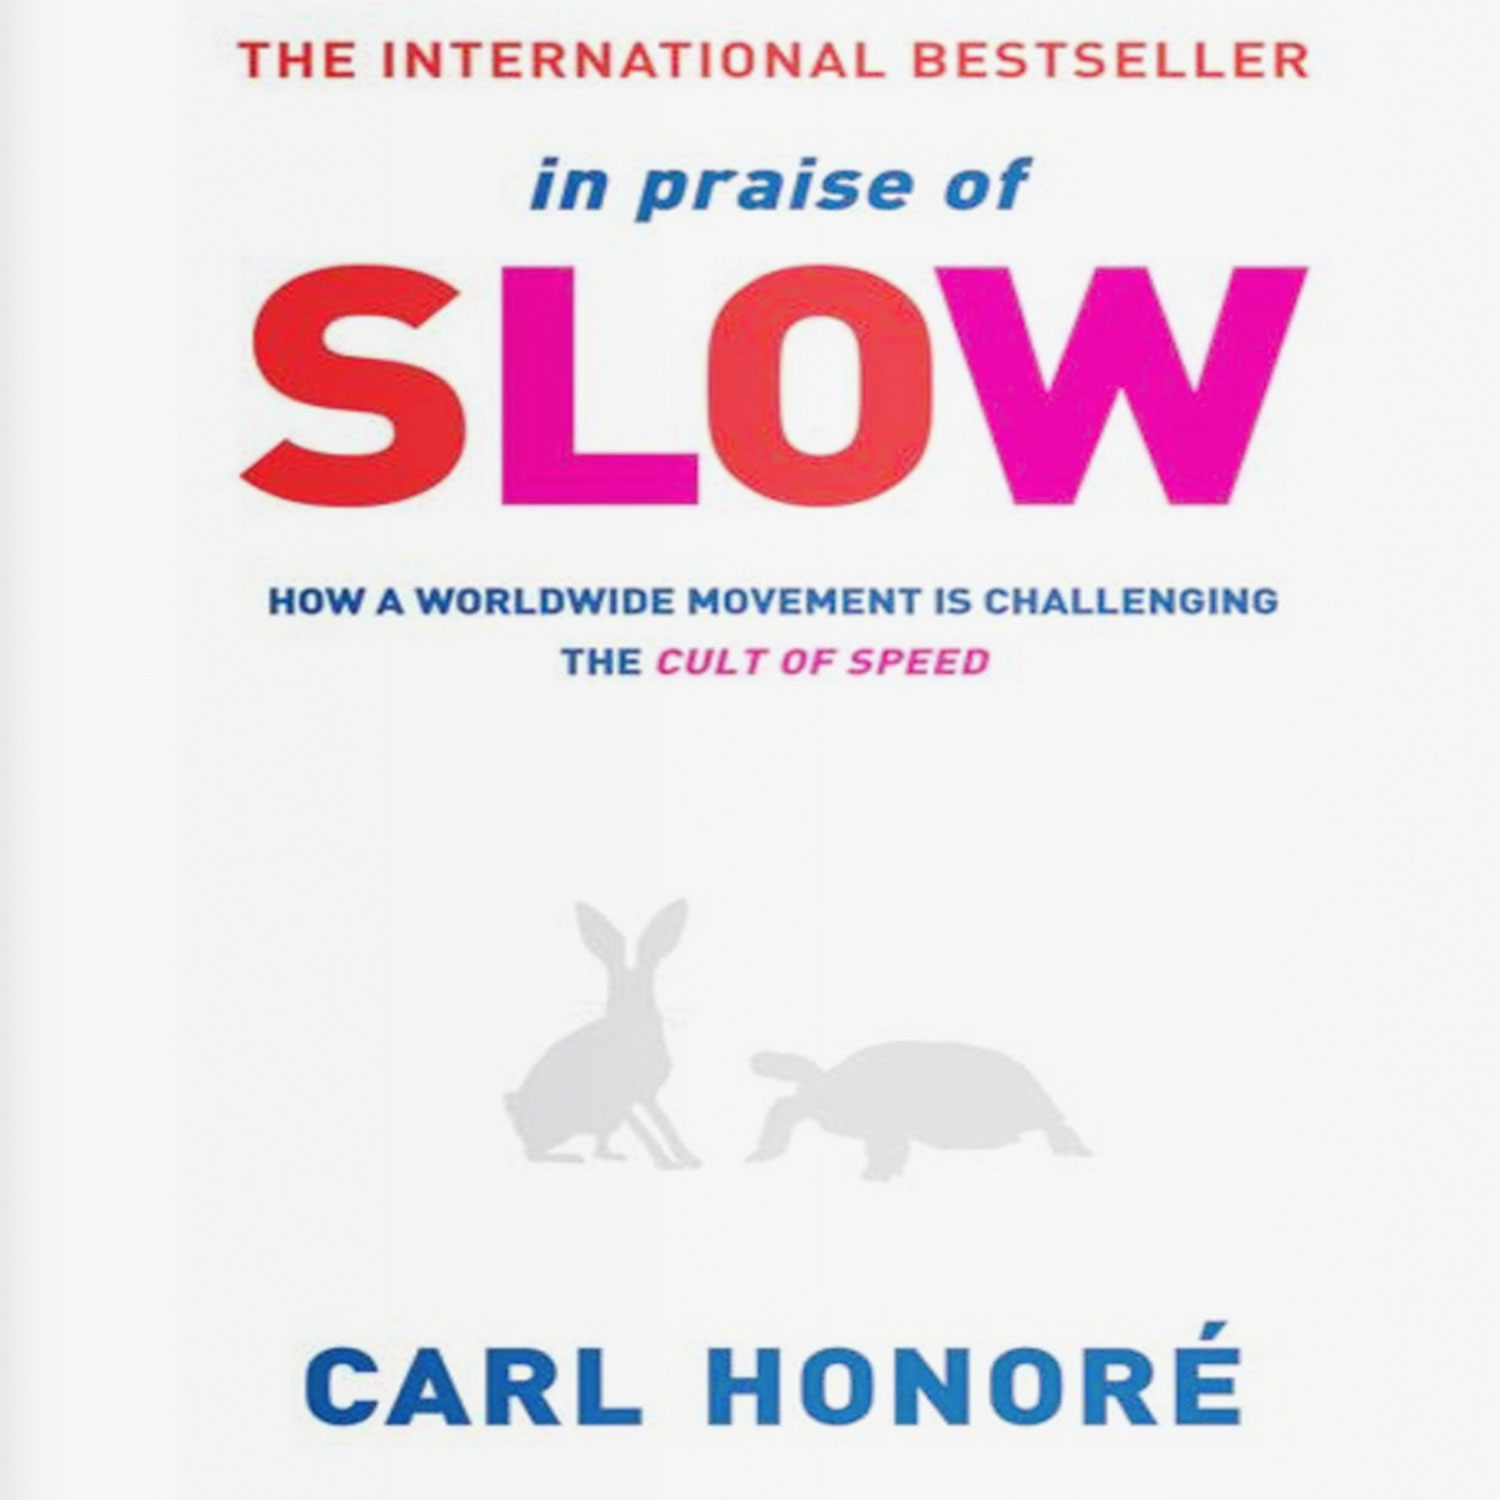 THE INTERNATIONAL BESTSELLER
in praise of
SLOW
HOW A WORLDWIDE MOVEMENT IS CHALLENGING
THE CULT OF SPEED
CARL HONORÉ